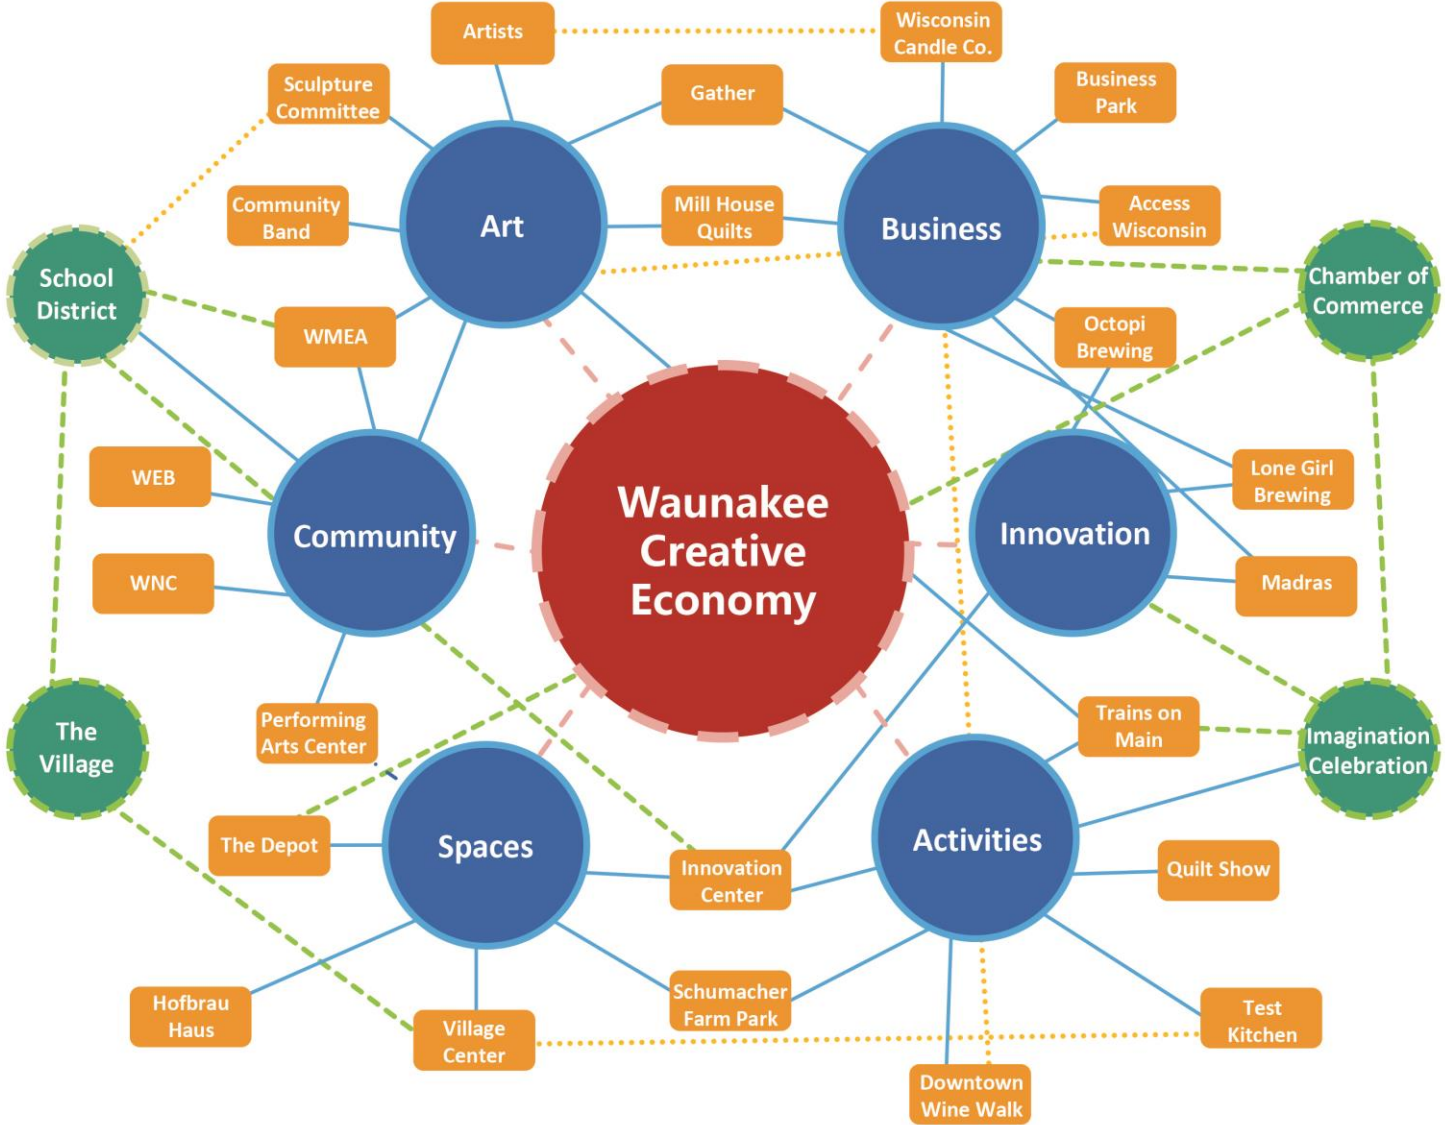 Artists
Wisconsin
Candle Co.
Sculpture
Committee
Gather
Business
Park
Community
Band
Art
Mill House
Quilts
Business
Access
Wisconsin
School
District
Chamber of
Commerce
WMEA
Octopi
Brewing
WEB
Community
Waunakee
Creative
Economy
Innovation
Lone Girl
Brewing
WNC
Madras
The
Village
Performing
Arts Center
Trains on
Main
Imagination
Celebration
The Depot
Spaces
Innovation
Center
Activities
Quilt Show
Hofbrau
Haus
Village
Center
Schumacher
Farm Park
Test
Kitchen
Downtown
Wine Walk